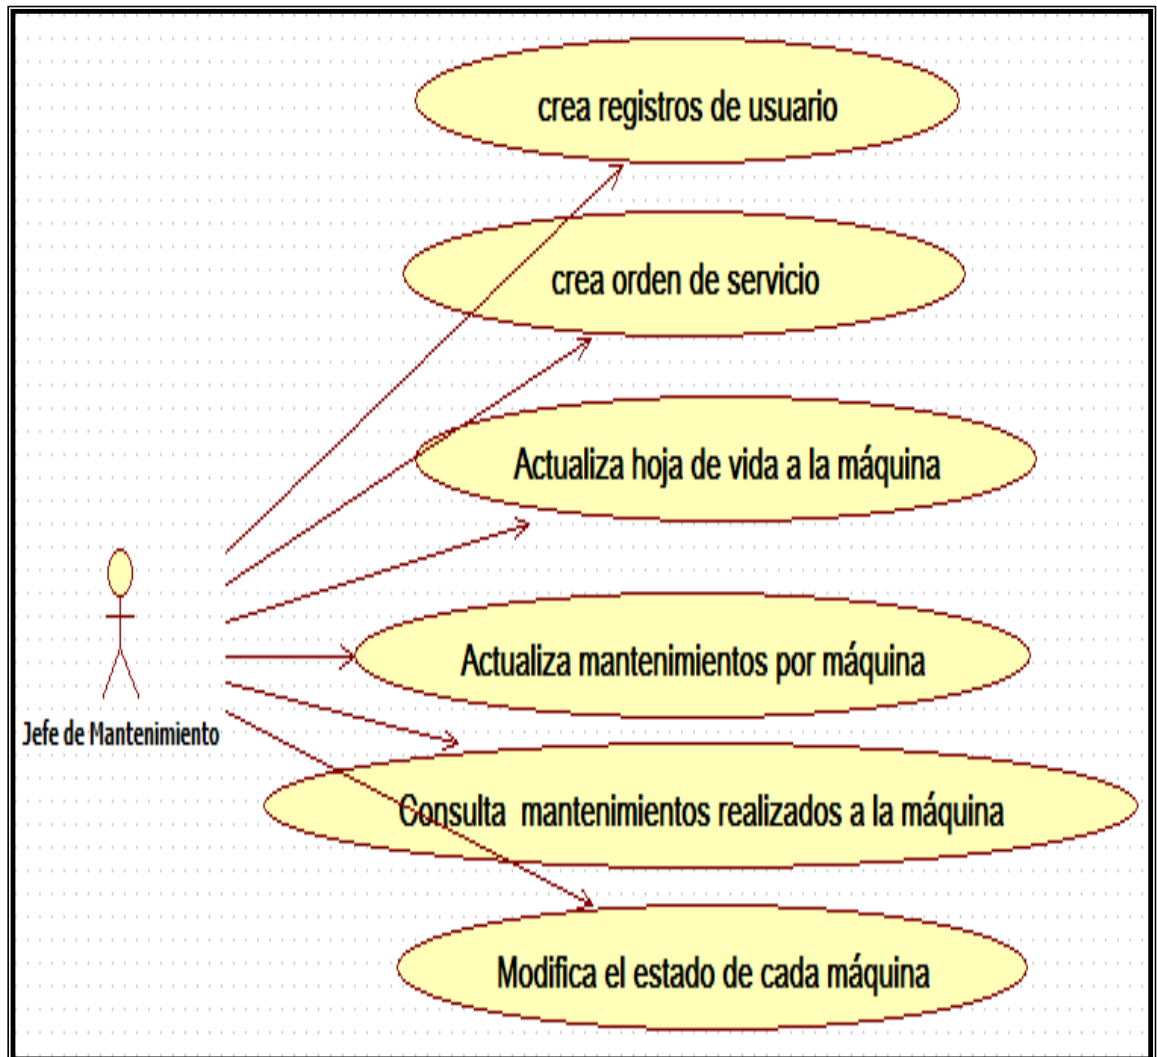 crea registros de usuario
crea orden de servicio
Actualiza hoja de vida a la máquina
Actualiza mantenimientos por máquina
Jefe de Mantenimiento
Consulta mantenimientos realizados a la máquina
Modifica el estado de cada máquina